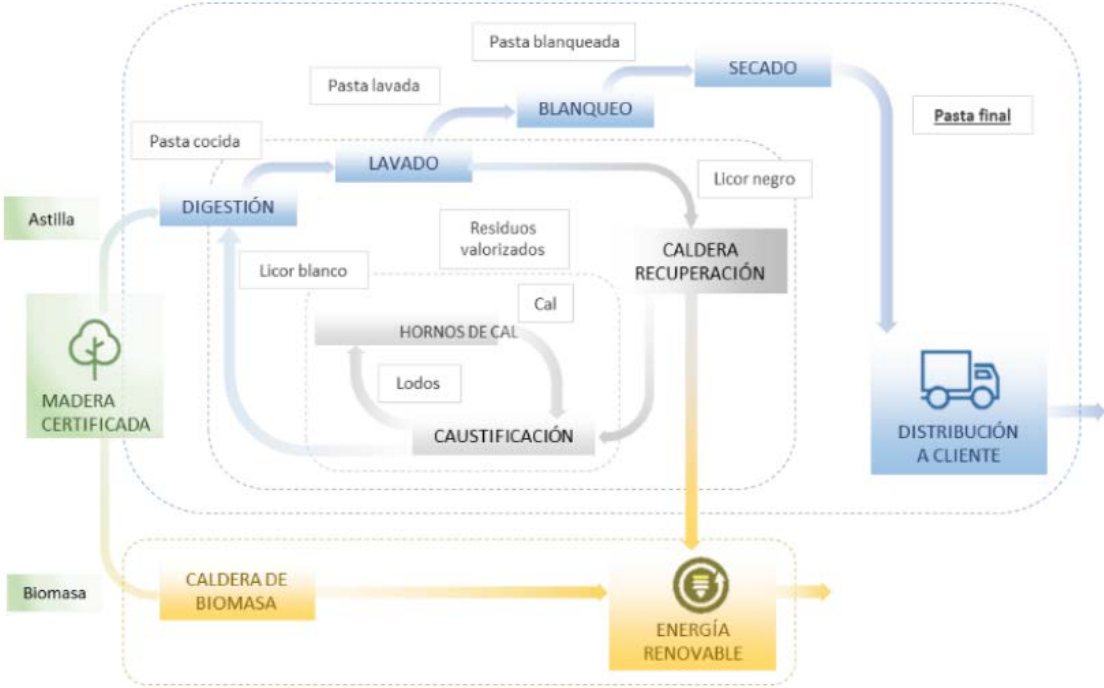 Pasta blanqueada
SECADO
Pasta lavada
BLANQUEO
Pasta final
Pasta cocida
LAVADO
Licor negro
Astilla
DIGESTIÓN
Residuos
valorizados
CALDERA
RECUPERACIÓN
Licor blanco
Cal
HORNOS DE CAL
Lodos
MADERA
CERTIFICADA
CAUSTIFICACIÓN
DISTRIBUCIÓN
A CLIENTE
Biomasa
CALDERA DE
BIOMASA
ENERGÍA
RENOVABLE